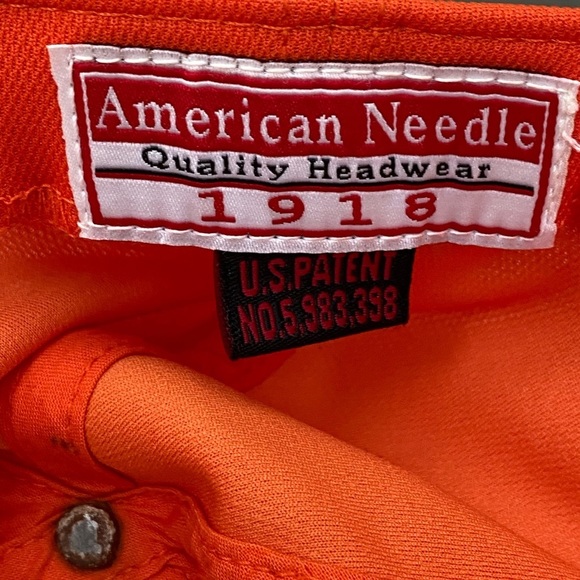 American Needle
Quality Headwear
1918
U.S.PATENT
NO.5,983,398